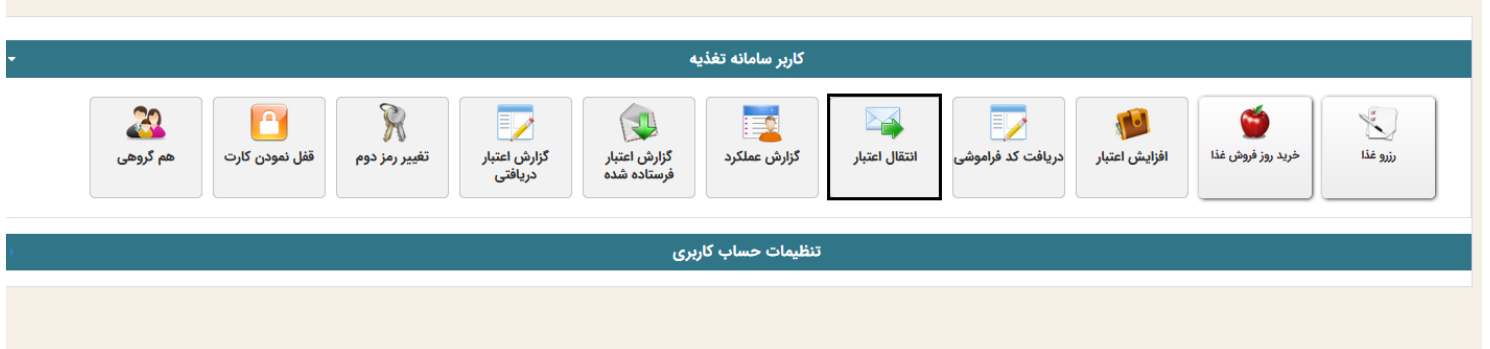 کاربر سامانه تغذیه
رزرو غذا
خرید روز فروش غذا
افزایش اعتبار
دریافت کد فراموشی
انتقال اعتبار
گزارش عملکرد
گزارش اعتبار
فرستاده شده
گزارش اعتبار
دریافتی
تغییر رمز دوم
قفل نمودن کارت
هم گروهی
تنظیمات حساب کاربری